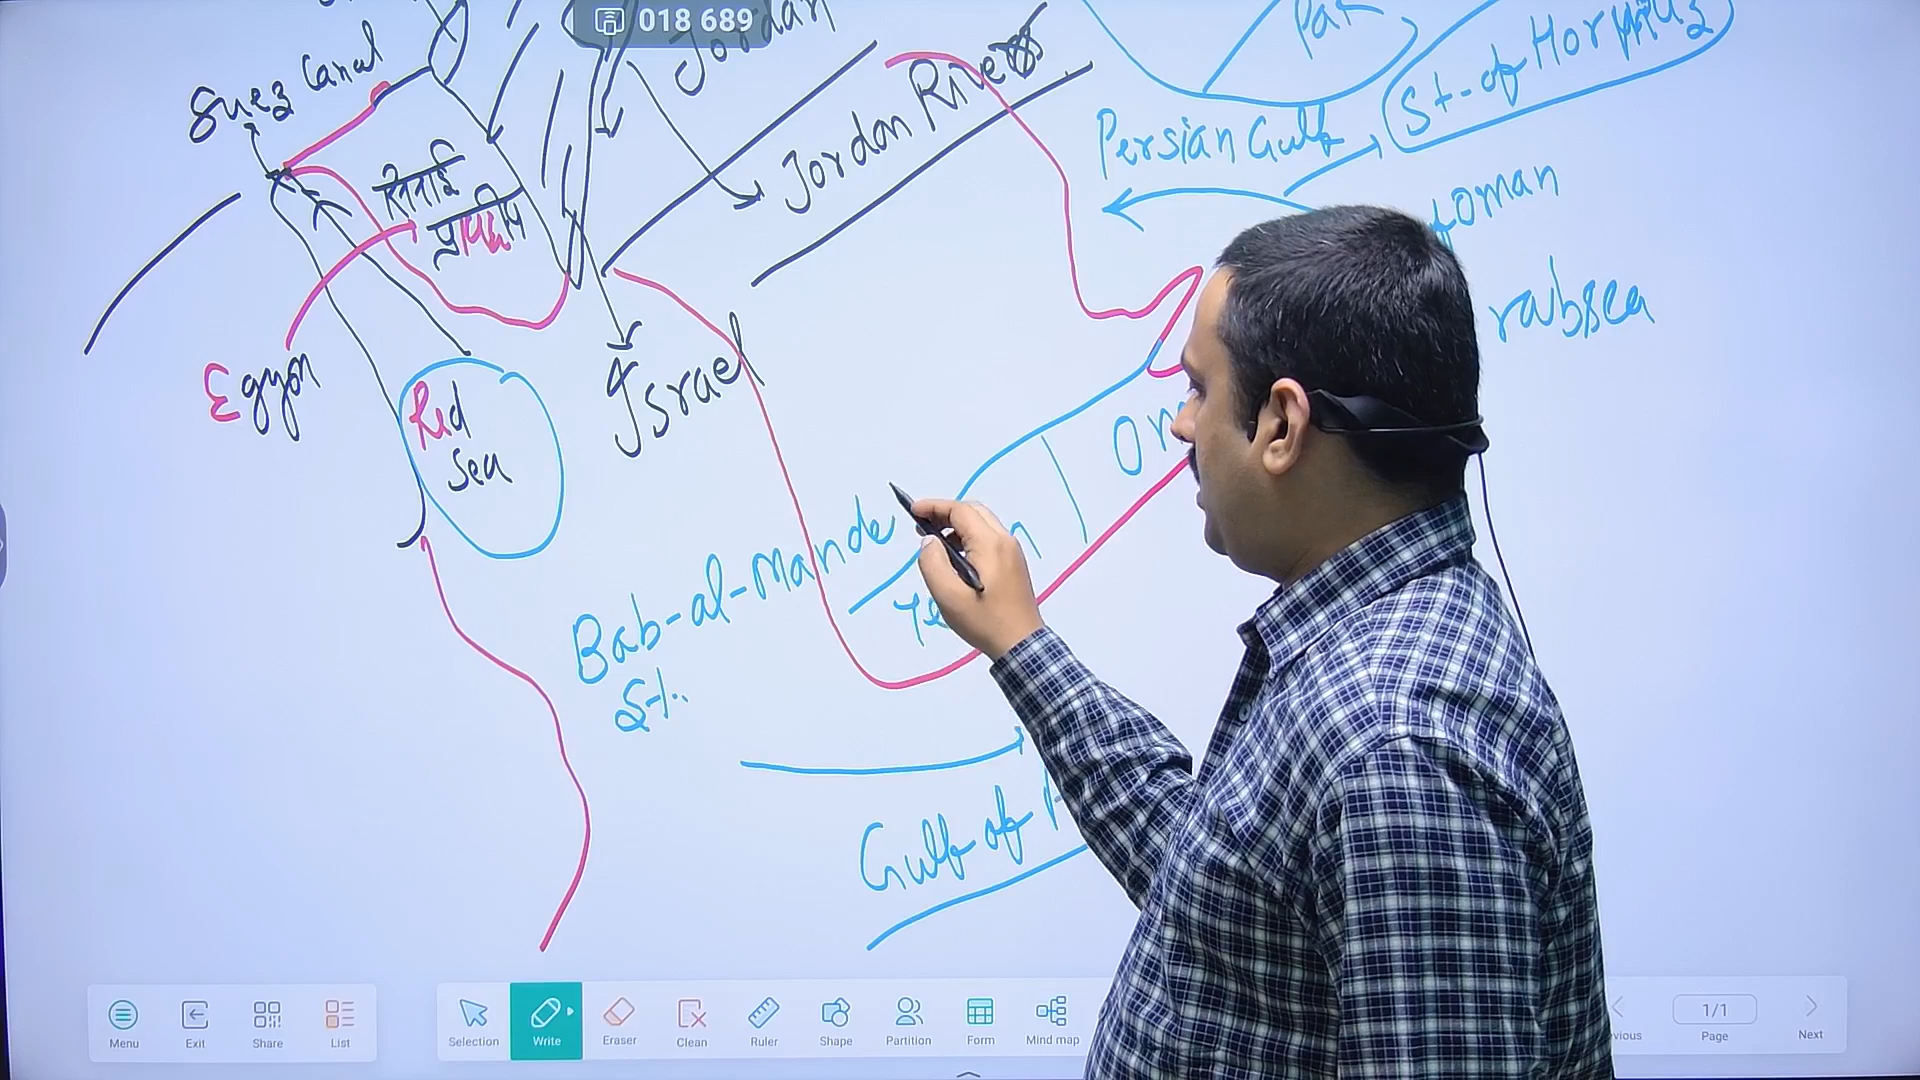 018 689
Jordan
Pak
Suez Canal
Jordan River
St-of Hormuz
Persian Gulf
सिनाई
प्रायद्वीप
oman
Egypt
Israel
rabsea
Red
Sea
Bab-al-Mande
St.
Gulf of
Menu
Exit
Share
List
Selection
Write
Eraser
Clean
Ruler
Shape
Partition
Form
Mind map
vious
1/1
Page
Next